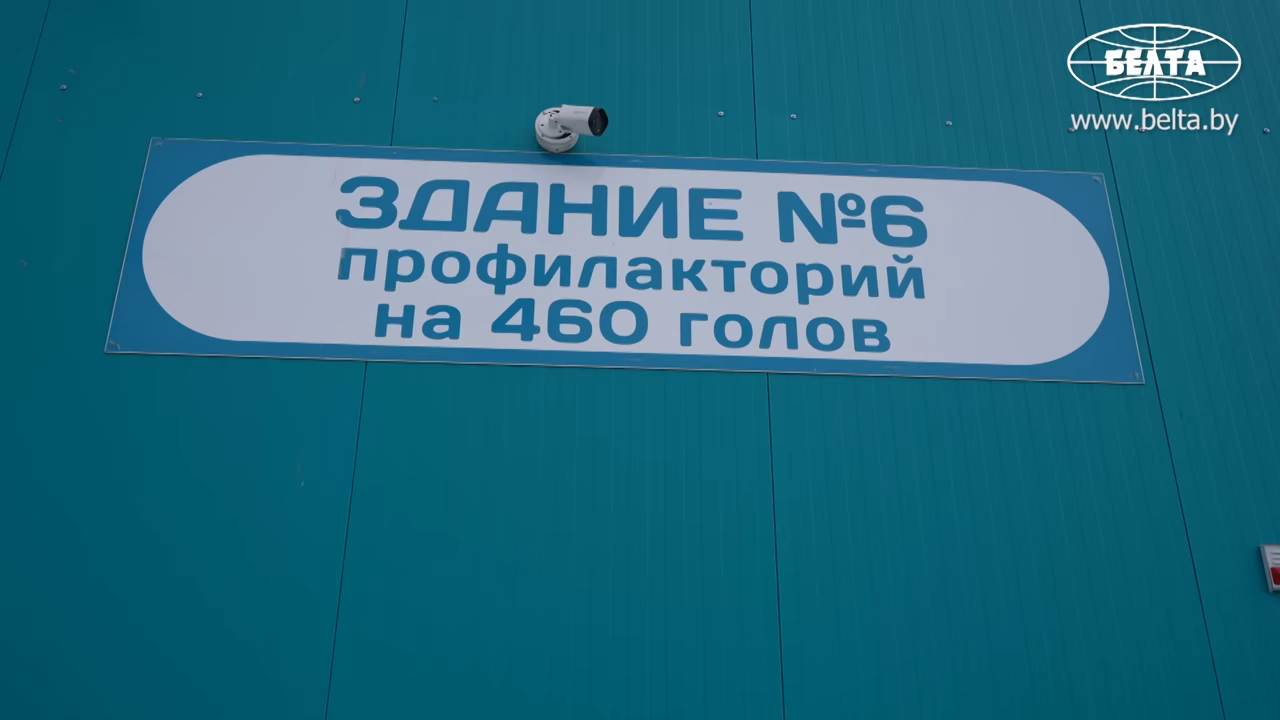 БЕЛТА
www.belta.by
ЗДАНИЕ №6
профилакторий
на 460 голов